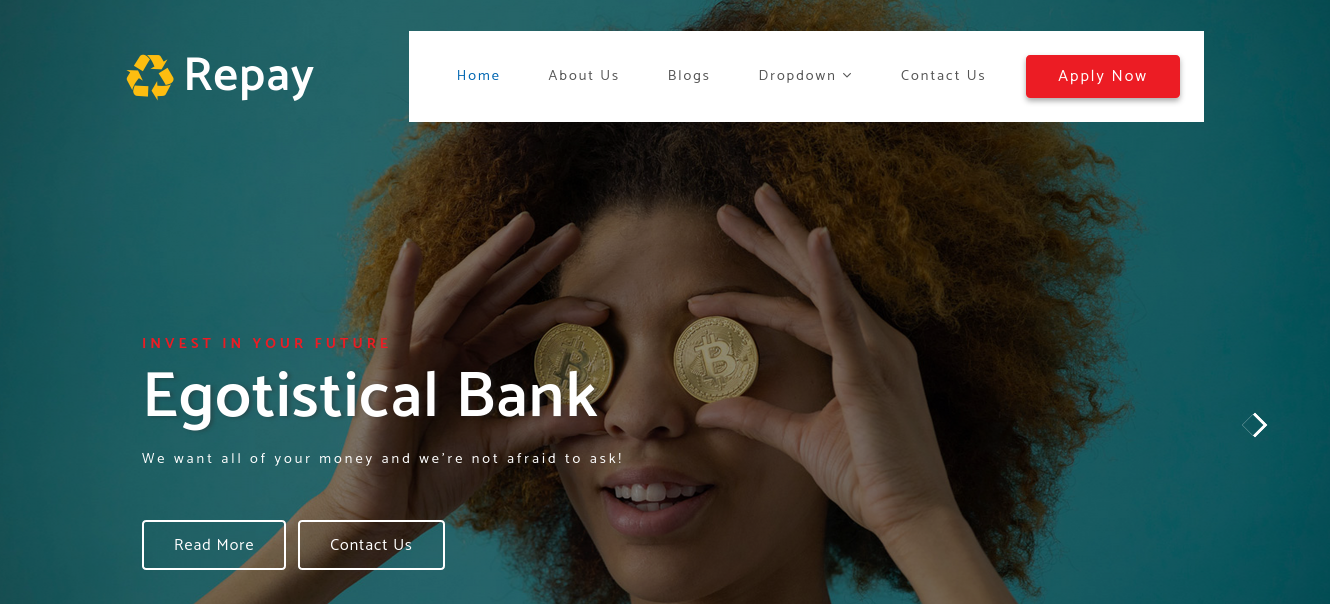 Repay
Home About Us Blogs Dropdown Contact Us Apply Now
INVEST IN YOUR FUTURE
Egotistical Bank
We want all of your money and we're not afraid to ask!
Read More Contact Us